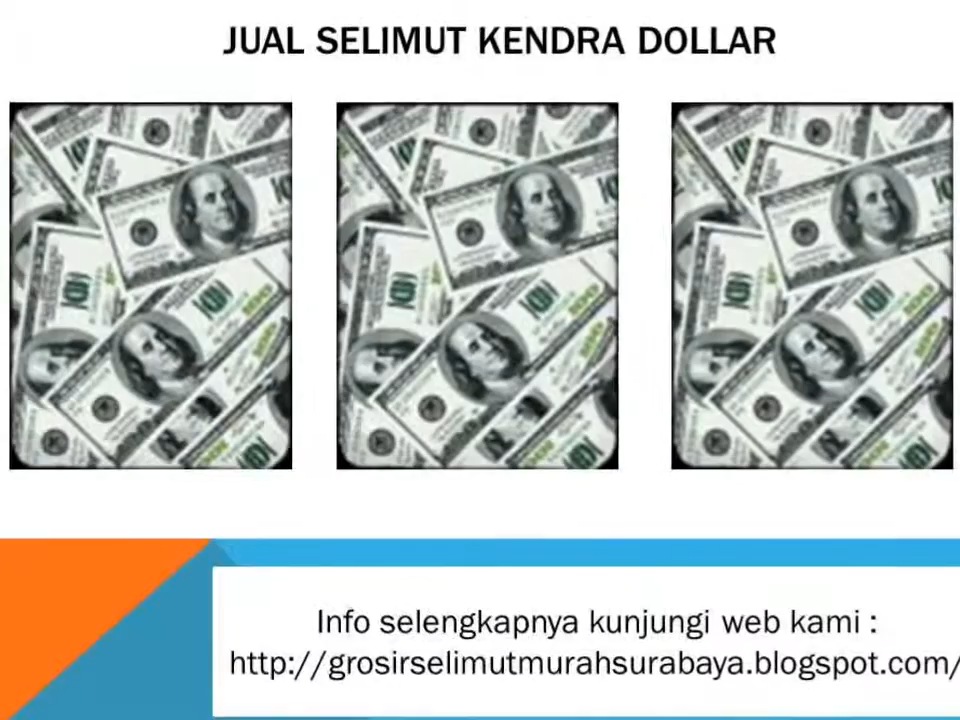 JUAL SELIMUT KENDRA DOLLAR
Info selengkapnya kunjungi web kami :
http://grosirselimutmurahsurabaya.blogspot.com/